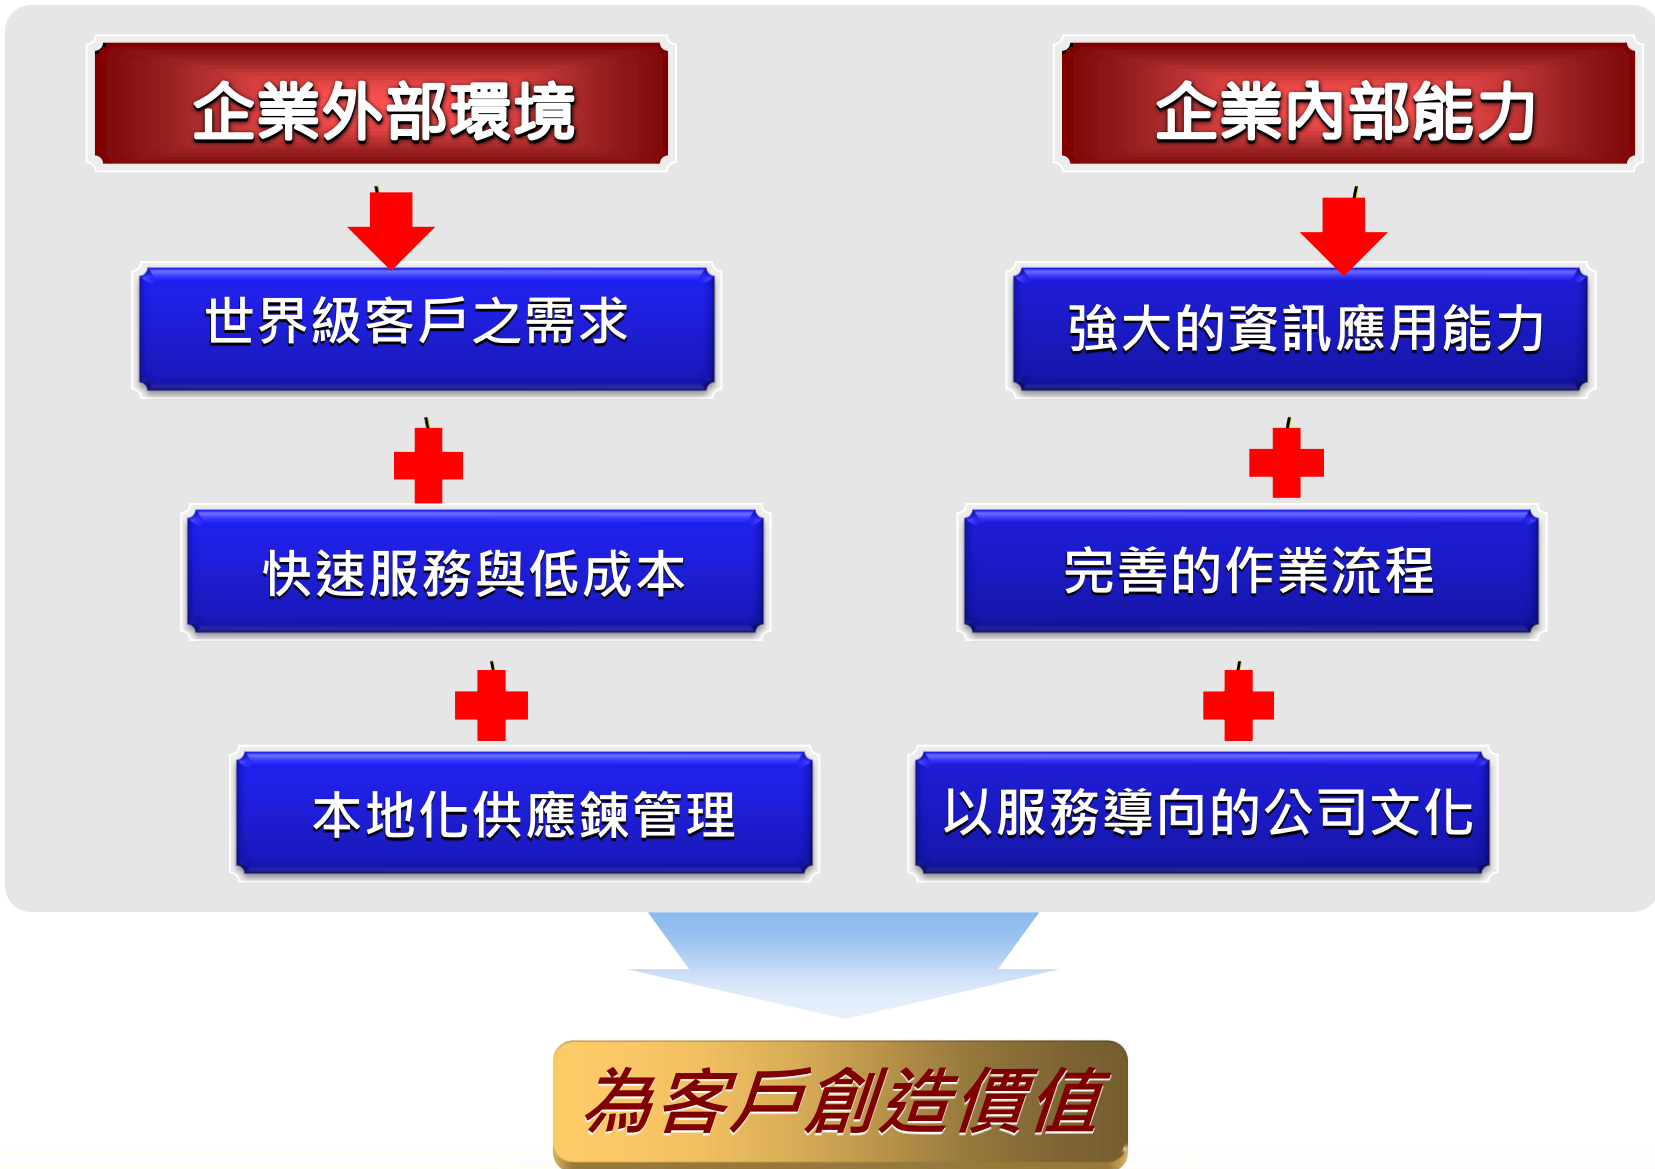 企業外部環境
世界級客戶之需求
快速服務與低成本
本地化供應鍊管理
企業內部能力
強大的資訊應用能力
完善的作業流程
以服務導向的公司文化
為客戶創造價值